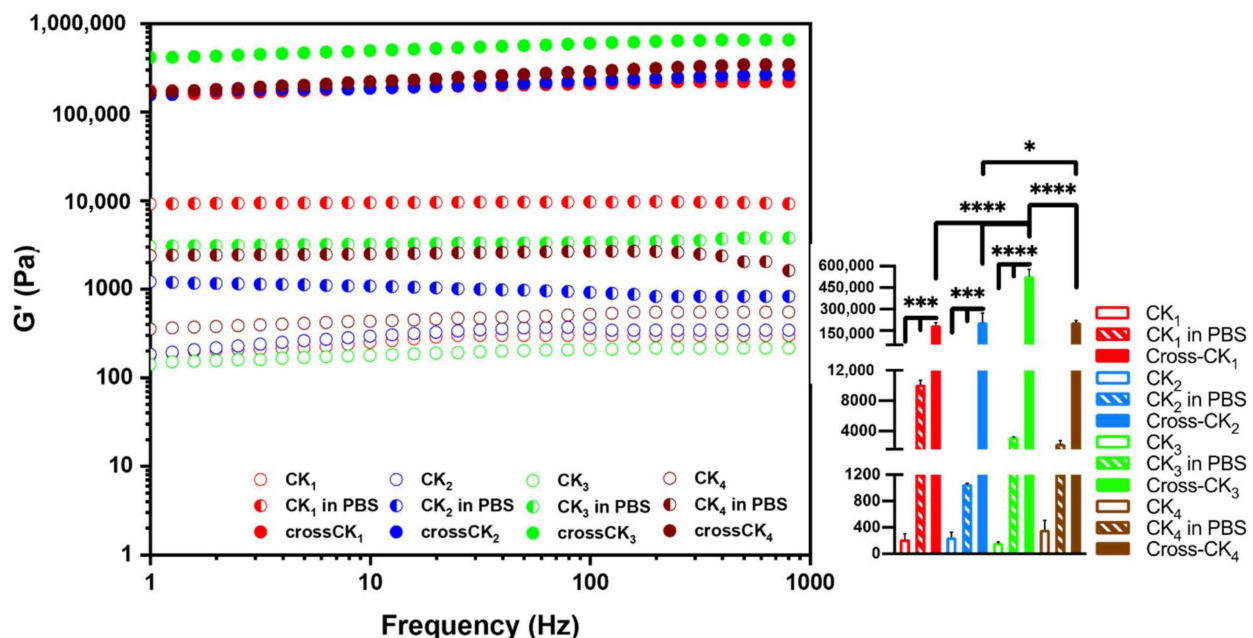 1,000,000
100,000
10,000
1000
100
10
1
G' (Pa)
CK1 CK2 CK3 CK4
CK1 in PBS CK2 in PBS CK3 in PBS CK4 in PBS
crossCK1 crossCK2 crossCK3 crossCK4
1 10 100 1000
Frequency (Hz)
*
****
****
****
***
***
600,000
450,000
300,000
150,000
12,000
8000
4000
1200
800
400
0
CK1
CK1 in PBS
Cross-CK1
CK2
CK2 in PBS
Cross-CK2
CK3
CK3 in PBS
Cross-CK3
CK4
CK4 in PBS
Cross-CK4